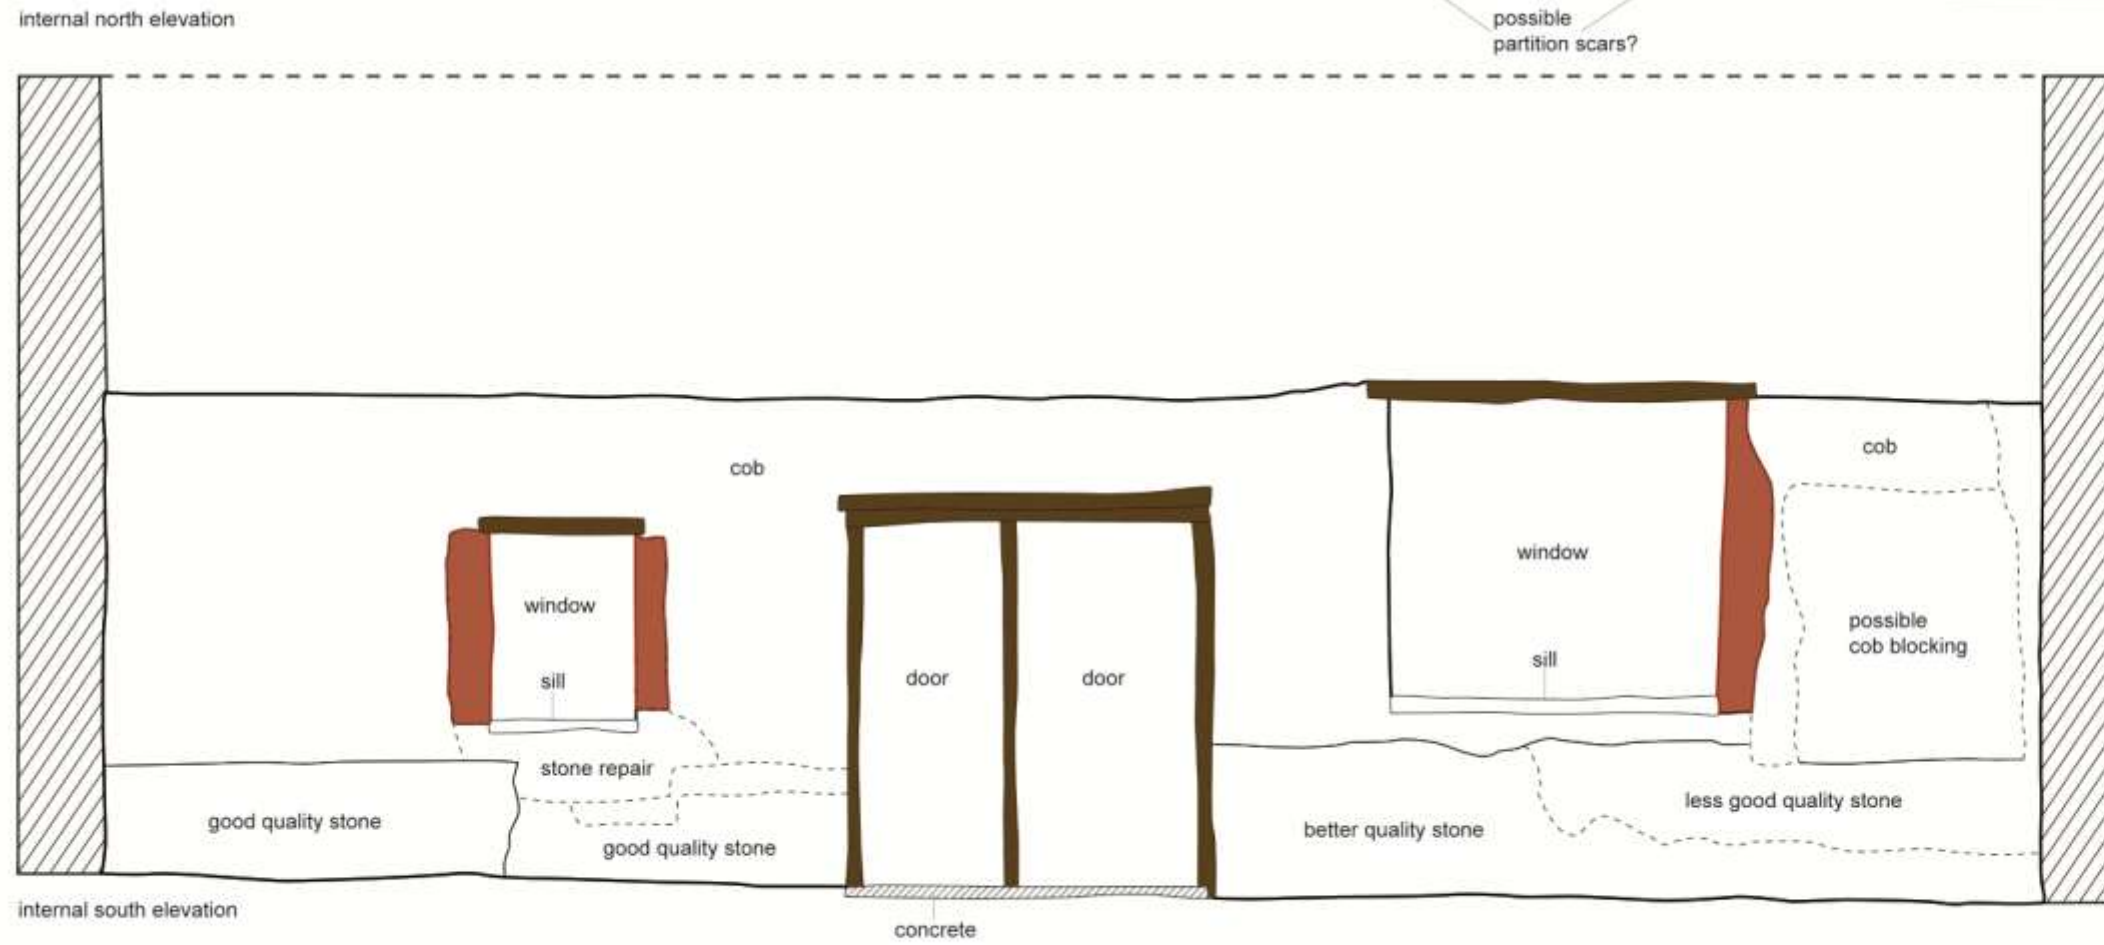 internal north elevation
possible
partition scars?
cob
cob
window
window
possible
cob blocking
sill
sill
door
door
stone repair
good quality stone
good quality stone
better quality stone
less good quality stone
internal south elevation
concrete